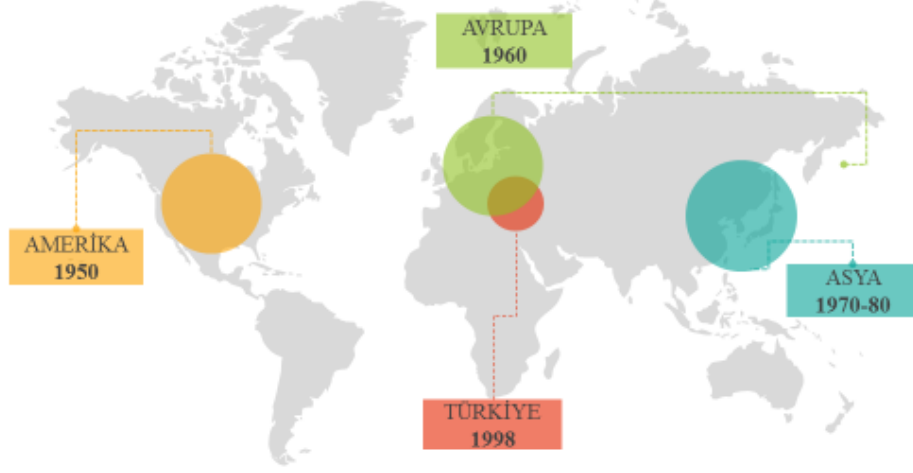 AVRUPA
1960
AMERİKA
1950
ASYA
1970-80
TÜRKİYE
1998